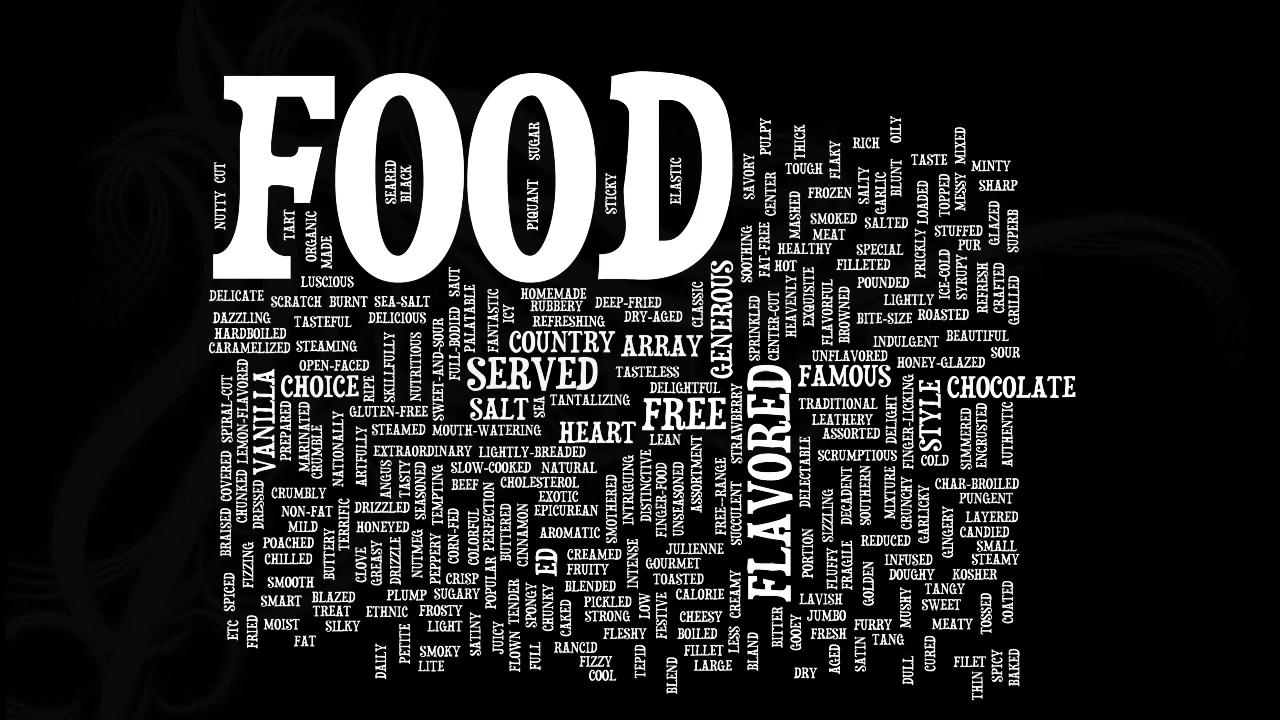 FOOD
NUTTY CUT
TART
ORGANIC
MADE
SEARED
BLACK
PIQUANT SUGAR
STICKY
ELASTIC
LUSCIOUS
DELICATE
SCRATCH BURNT SEA-SALT
DAZZLING
TASTEFUL
DELICIOUS
HARDBOILED
CARAMELIZED STEAMING
OPEN-FACED
CHOICE
RIPE
SKILLFULLY
NUTRITIOUS
SWEET-AND-SOUR
FULL-BODIED SAUT
PALATABLE
FANTASTIC
ICY
HOMEMADE
RUBBERY
REFRESHING
DEEP-FRIED
DRY-AGED
CLASSIC
GENEROUS
COUNTRY
ARRAY
SERVED
TASTELESS
DELIGHTFUL
SALT
SEA
TANTALIZING
FREE
HEART
LEAN
STRAWBERRY
GLUTEN-FREE
STEAMED MOUTH-WATERING
EXTRAORDINARY LIGHTLY-BREADED
SLOW-COOKED NATURAL
BEEF
CHOLESTEROL
EXOTIC
EPICUREAN
AROMATIC
BRAISED COVERED SPIRAL-CUT
CHUNKED LEMON-FLAVORED
VANILLA
DRESSED
PREPARED
MARINATED
CRUMBLE
NATIONALLY
ARTFULLY
ANGUS
TASTY
SEASONED
TEMPTING
CRUMBLY
NON-FAT
MILD
POACHED
CHILLED
TERRIFIC
DRIZZLED
HONEYED
BUTTERY
CLOVE
GREASY
DRIZZLE
NUTMEG
PEPPERY
CORN-FED
COLORFUL
POPULAR PERFECTION
BUTTERED
CINNAMON
ED
SMOTHERED
INTRIGUING
DISTINCTIVE
FINGER-FOOD
UNSEASONED
ASSORTMENT
FREE-RANGE
SUCCULENT
CREAMED
FRUITY
BLENDED
PICKLED
STRONG
FLESHY
INTENSE
JULIENNE
GOURMET
TOASTED
CALORIE
CHEESY
BOILED
FILLET
LARGE
FIZZING
ETC SPICED
FRIED
SMOOTH
SMART
BLAZED
TREAT
MOIST
SILKY
FAT
ETHNIC
PLUMP
SUGARY
CRISP
FROSTY
LIGHT
SMOKY
LITE
DAILY
PETITE
SATINY
JUICY
FLOWN TENDER
SPONGY
FULL
CHUNKY
CAKED
RANCID
FIZZY
COOL
TEPID
LOW
FESTIVE
BLEND
LESS CREAMY
BLAND
SAVORY
PULPY
CENTER
THICK
TOUGH
FLAKY
RICH
OILY
FROZEN
SALTY
GARLIC
BLUNT
TASTE
MIXED
MINTY
SHARP
MESSY
TOPPED
LOADED
PRICKLY
MASHED
SMOKED
MEAT
SALTED
HEALTHY
SPECIAL
HOT
FILLETED
STUFFED
PUR
GLAZED
SUPERB
SOOTHING
FAT-FREE
SPRINKLED
CENTER-CUT
HEAVENLY
EXQUISITE
FLAVORFUL
BROWNED
POUNDED
LIGHTLY
BITE-SIZE ROASTED
ICE-COLD
SYRUPY
REFRESH
CRAFTED
GRILLED
INDULGENT
BEAUTIFUL
SOUR
UNFLAVORED
HONEY-GLAZED
FLAVORED
FAMOUS
CHOCOLATE
TRADITIONAL
LEATHERY
ASSORTED
DELIGHT
FINGER-LICKING
STYLE
COLD
SIMMERED
ENCRUSTED
AUTHENTIC
SCRUMPTIOUS
DELECTABLE
SIZZLING
DECADENT
SOUTHERN
MIXTURE
CRUNCHY
GARLICKY
GINGERY
CHAR-BROILED
PUNGENT
LAYERED
CANDIED
SMALL
STEAMY
REDUCED
INFUSED
DOUGHY
KOSHER
TANGY
SWEET
MEATY
PORTION
FLUFFY
FRAGILE
GOLDEN
MUSHY
TOSSED
COATED
LAVISH
JUMBO
FRESH
FURRY
TANG
BITTER
GOOEY
DRY
AGED
SATIN
DULL
CURED
FILET
THIN
SPICY
BAKED